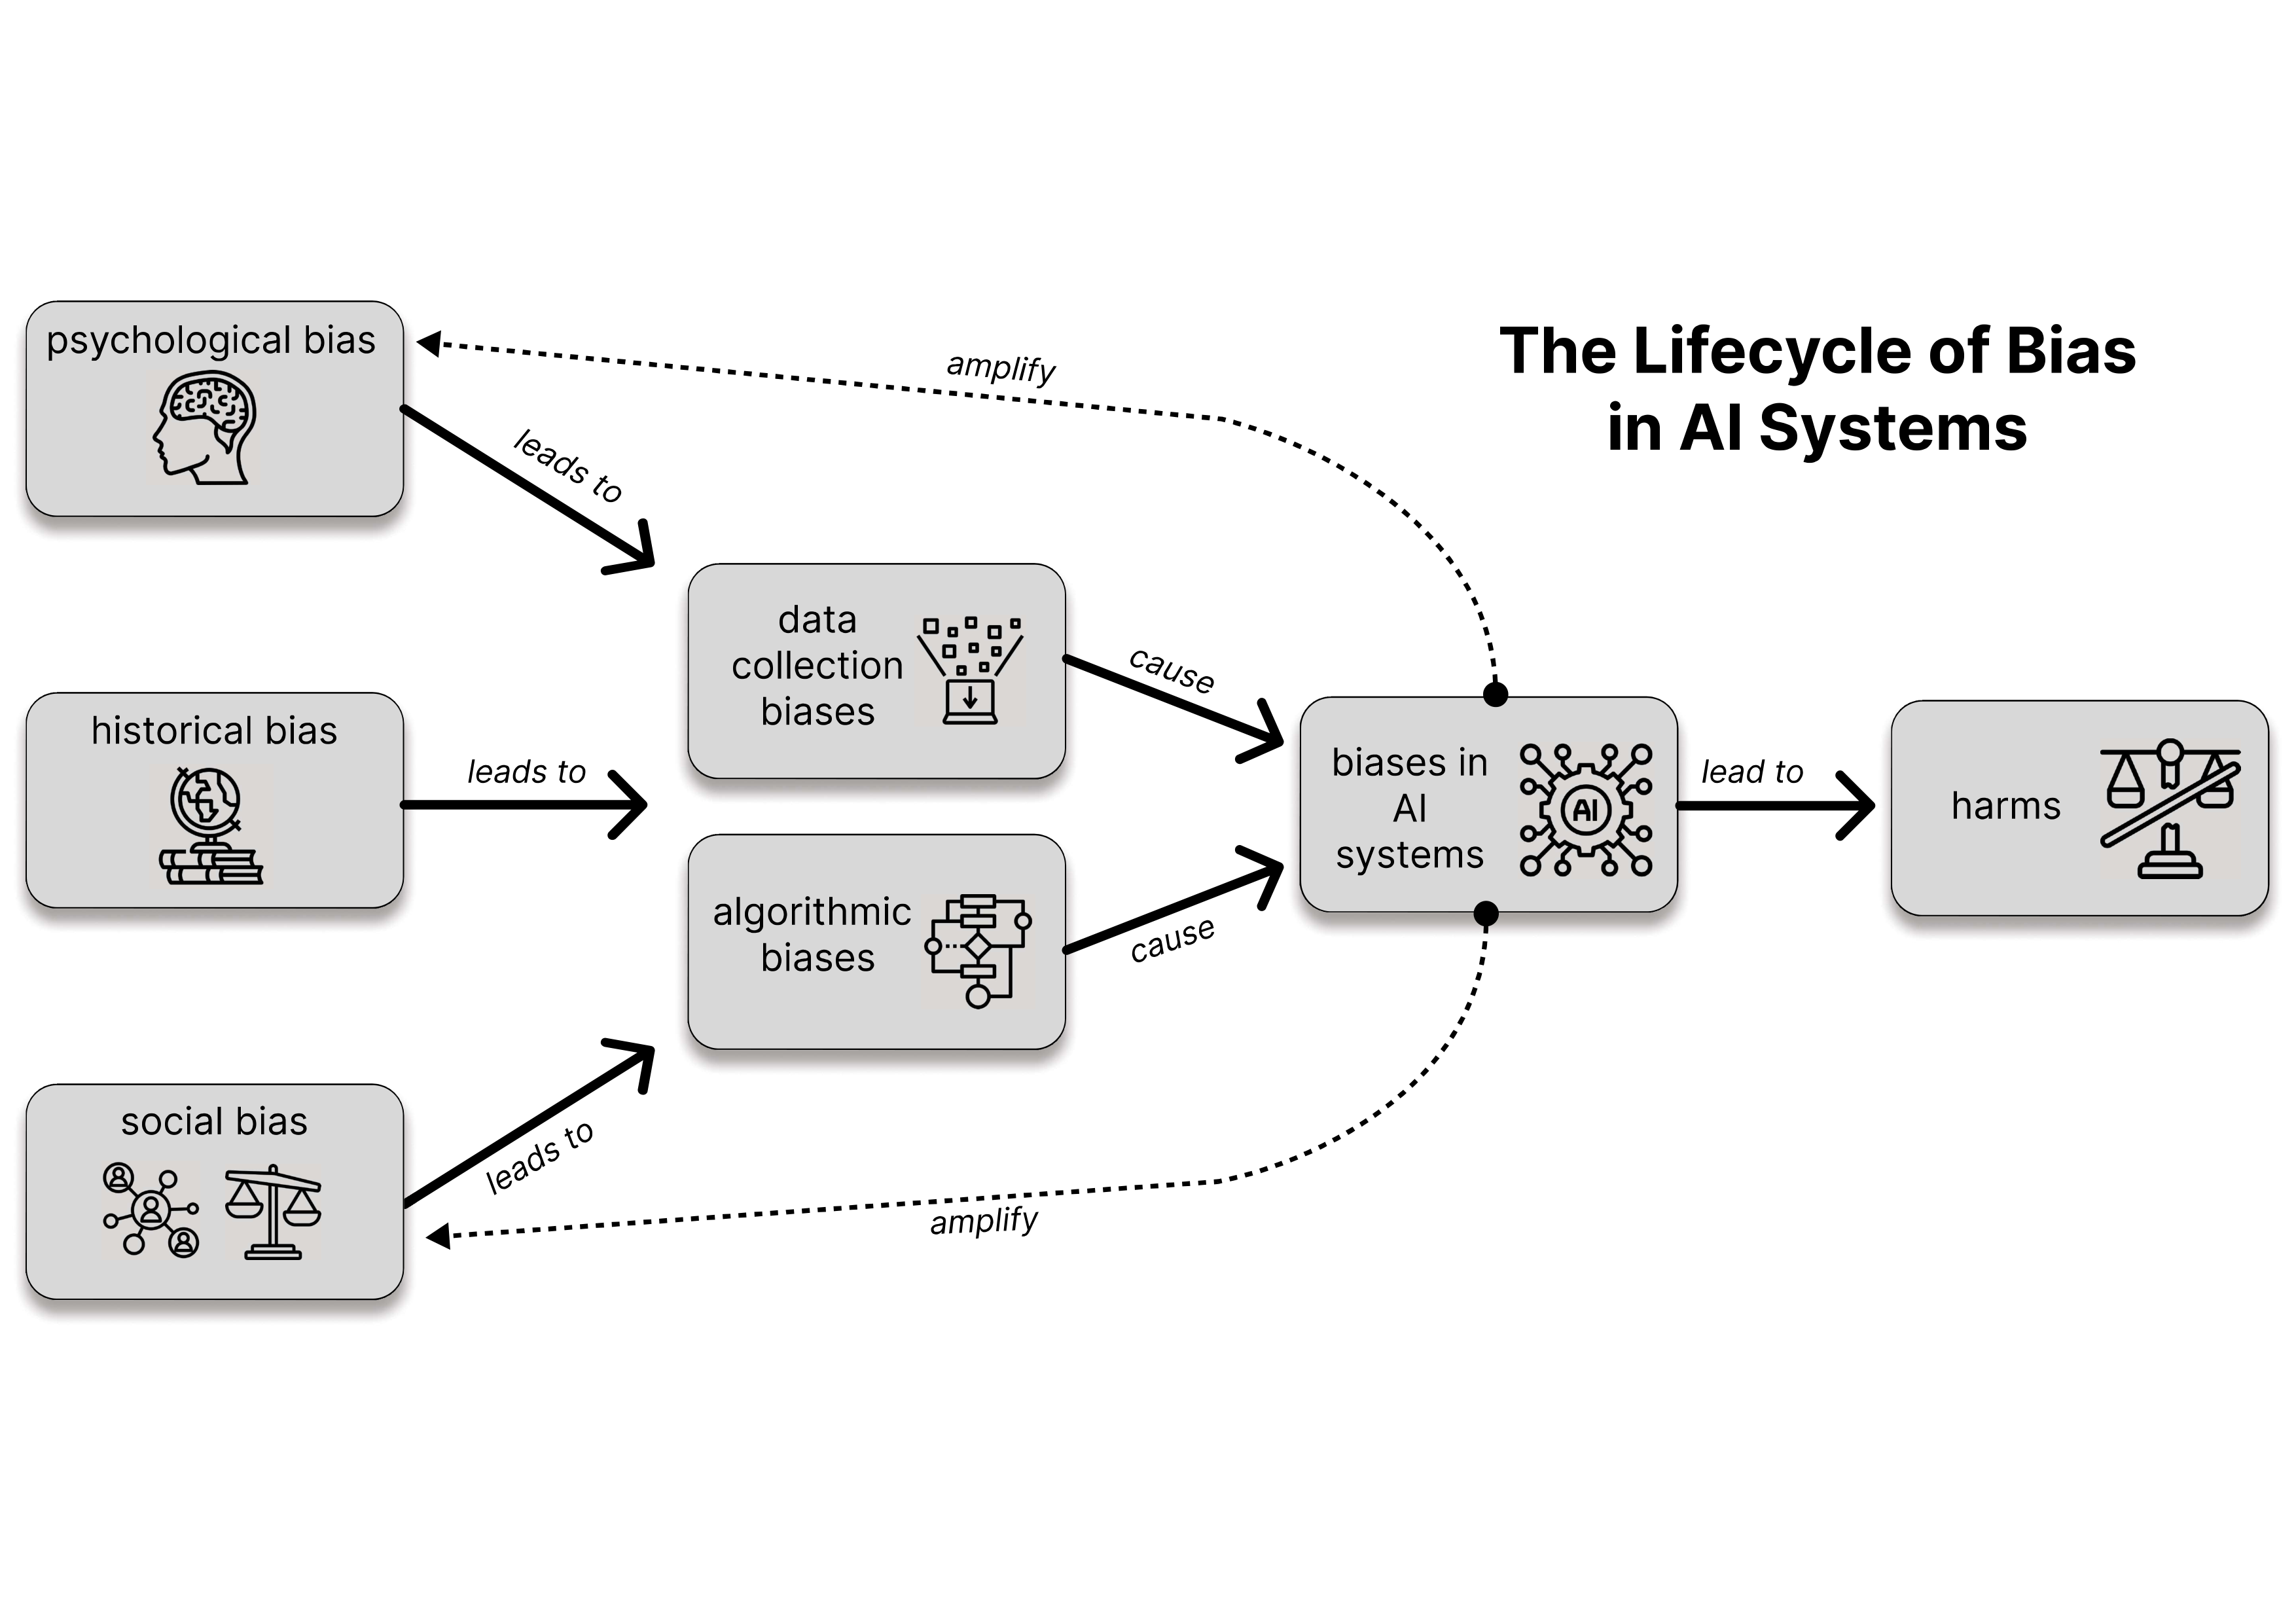 The Lifecycle of Bias
in AI Systems
psychological bias
amplify
leads to
data
collection
biases
cause
historical bias
leads to
biases in
AI
systems
AI
lead to
harms
algorithmic
biases
cause
social bias
leads to
amplify